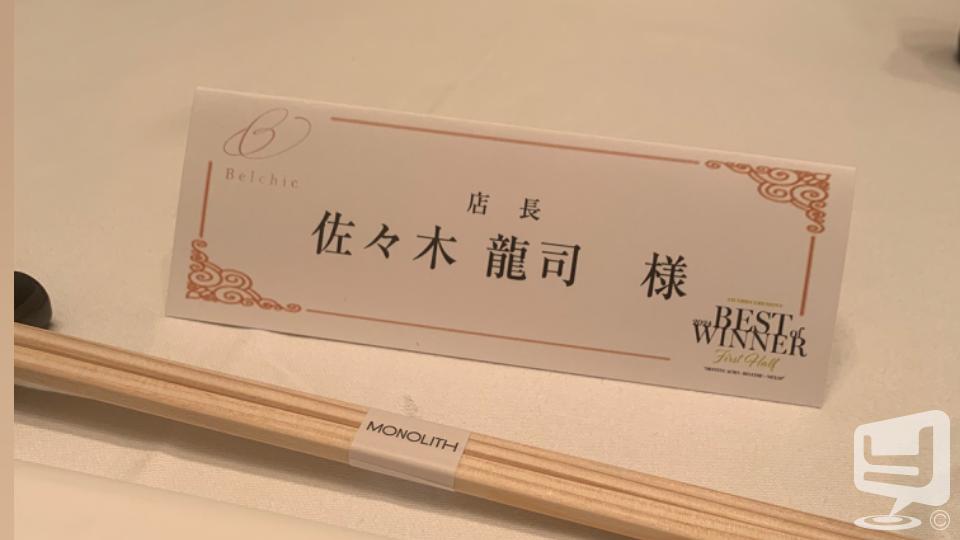 Belchic
店 長
佐々木 龍司 様
BEST of
WINNER
First Half
MONOLITH